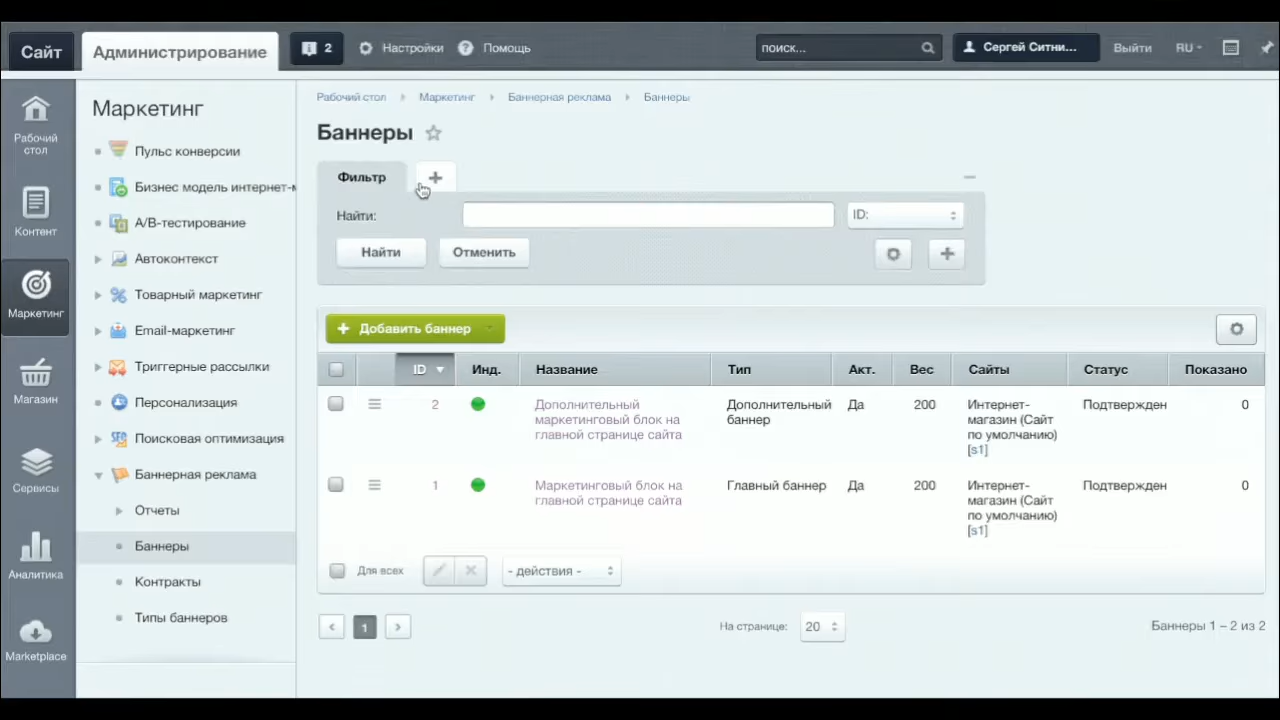 Сайт
Администрирование
2
Настройки
Помощь
поиск...
Сергей Ситни...
Выйти
RU
Рабочий стол
Контент
Маркетинг
Магазин
Сервисы
Аналитика
Marketplace
Маркетинг
Пульс конверсии
Бизнес модель интернет-м
A/B-тестирование
Автоконтекст
Товарный маркетинг
Email-маркетинг
Триггерные рассылки
Персонализация
SEO Поисковая оптимизация
Баннерная реклама
Отчеты
Баннеры
Контракты
Типы баннеров
Рабочий стол Маркетинг Баннерная реклама Баннеры
Баннеры
Фильтр
Найти:
ID:
Найти
Отменить
Добавить баннер
ID Инд. Название Тип Акт. Вес Сайты Статус Показано
2 Дополнительный маркетинговый блок на главной странице сайта Дополнительный баннер Да 200 Интернет-магазин (Сайт по умолчанию) [s1] Подтвержден 0
1 Маркетинговый блок на главной странице сайта Главный баннер Да 200 Интернет-магазин (Сайт по умолчанию) [s1] Подтвержден 0
Для всех
- действия -
1
На странице: 20
Баннеры 1 – 2 из 2